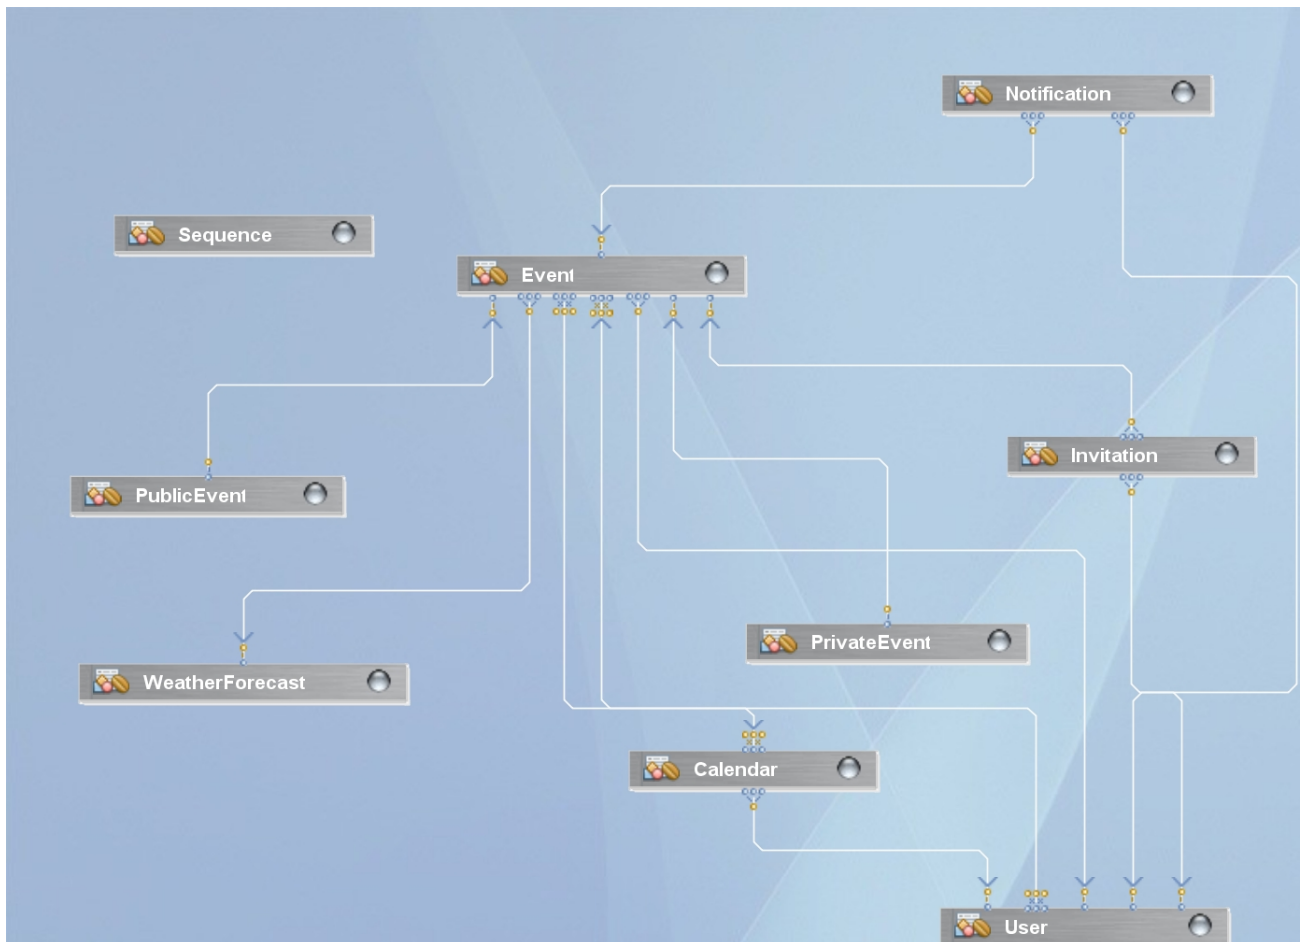 Notification
Sequence
Event
Invitation
PublicEvent
PrivateEvent
WeatherForecast
Calendar
User